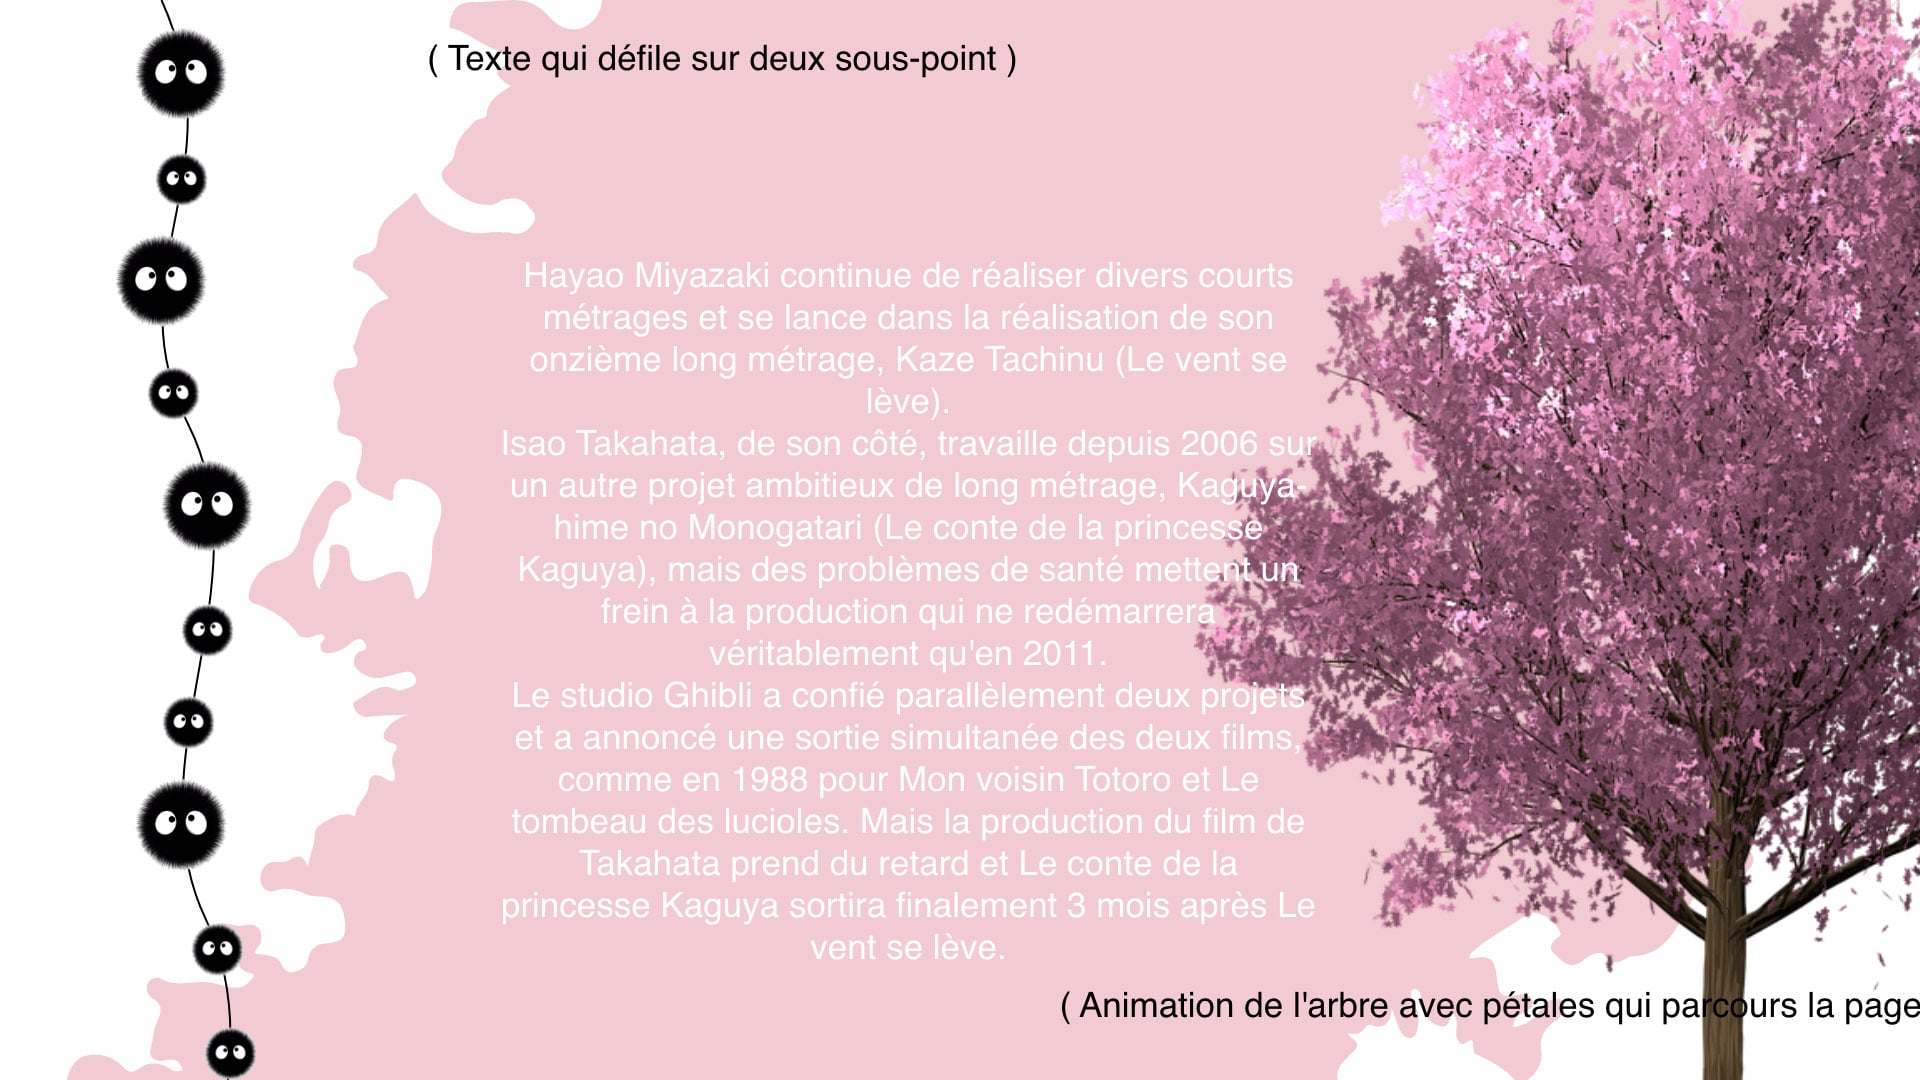 ( Texte qui défile sur deux sous-point )
Hayao Miyazaki continue de réaliser divers courts
métrages et se lance dans la réalisation de son
onzième long métrage, Kaze Tachinu (Le vent se
lève).
Isao Takahata, de son côté, travaille depuis 2006 sur
un autre projet ambitieux de long métrage, Kaguya-
hime no Monogatari (Le conte de la princesse
Kaguya), mais des problèmes de santé mettent un
frein à la production qui ne redémarrera
véritablement qu'en 2011.
Le studio Ghibli a confié parallèlement deux projets
et a annoncé une sortie simultanée des deux films,
comme en 1988 pour Mon voisin Totoro et Le
tombeau des lucioles. Mais la production du film de
Takahata prend du retard et Le conte de la
princesse Kaguya sortira finalement 3 mois après Le
vent se lève.
( Animation de l'arbre avec pétales qui parcours la page